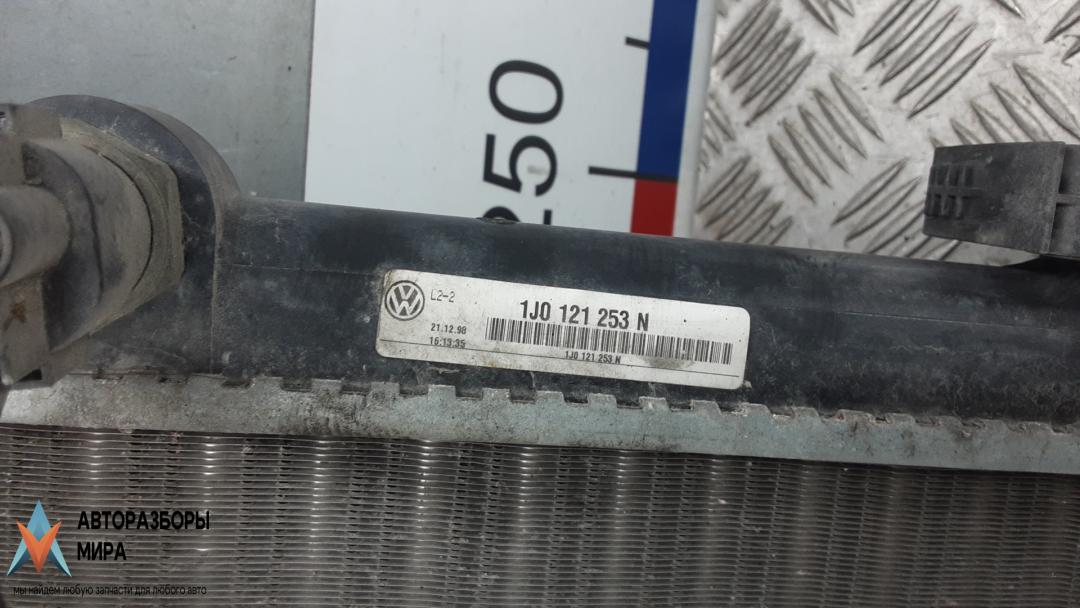 250
L2-2
1J0 121 253 N
21.12.98
16:13:35
1J0 121 253 N
АВТОРАЗБОРЫ
МИРА
мы найдем любую запчасти для любого авто